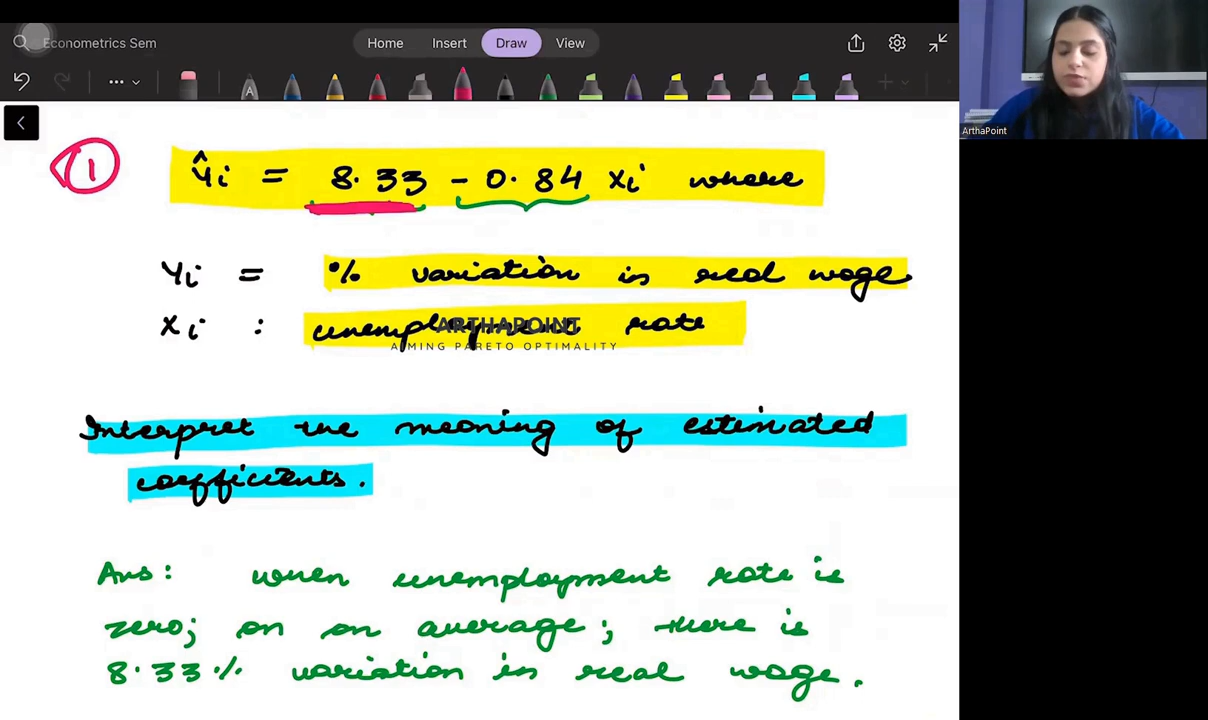 Econometrics Sem
Home Insert Draw View
A
ArthaPoint
1
Ŷi = 8.33 - 0.84 Xi where
Yi = % variation in real wage
Xi : unemployment rate
ARTHAPOINT
AIMING PARETO OPTIMALITY
Interpret the meaning of estimated
coefficients.
Ans: when unemployment rate is
zero; on an average; there is
8.33% variation in real wage.